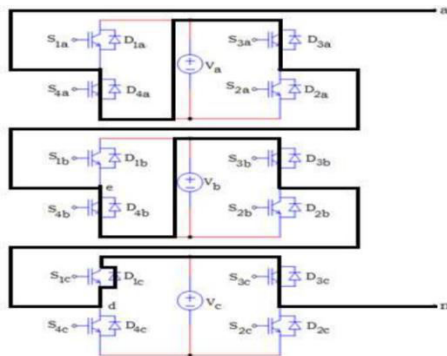 a
S1a D1a S3a D3a
Va
S4a D4a S2a D2a
S1b D1b S3b D3b
e Vb
S4b D4b S2b D2b
S1c D1c S3c D3c
d Vc n
S4c D4c S2c D2c